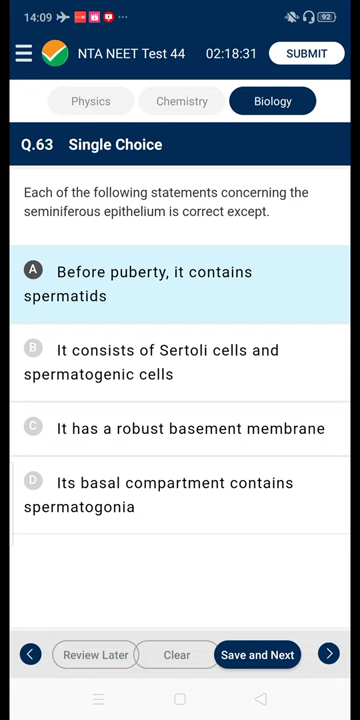 14:09 ... 92
NTA NEET Test 44 02:18:31 SUBMIT
Physics Chemistry Biology
Q.63 Single Choice
Each of the following statements concerning the
seminiferous epithelium is correct except.
A Before puberty, it contains
spermatids
B It consists of Sertoli cells and
spermatogenic cells
C It has a robust basement membrane
D Its basal compartment contains
spermatogonia
Review Later Clear Save and Next